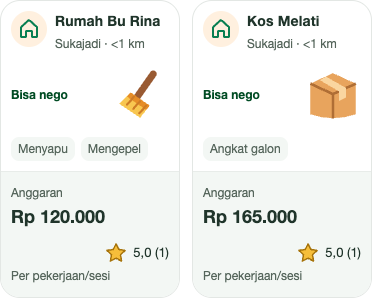 Rumah Bu Rina
Sukajadi · <1 km
Bisa nego
Menyapu
Mengepel
Anggaran
Rp 120.000
5,0 (1)
Per pekerjaan/sesi
Kos Melati
Sukajadi · <1 km
Bisa nego
Angkat galon
Anggaran
Rp 165.000
5,0 (1)
Per pekerjaan/sesi